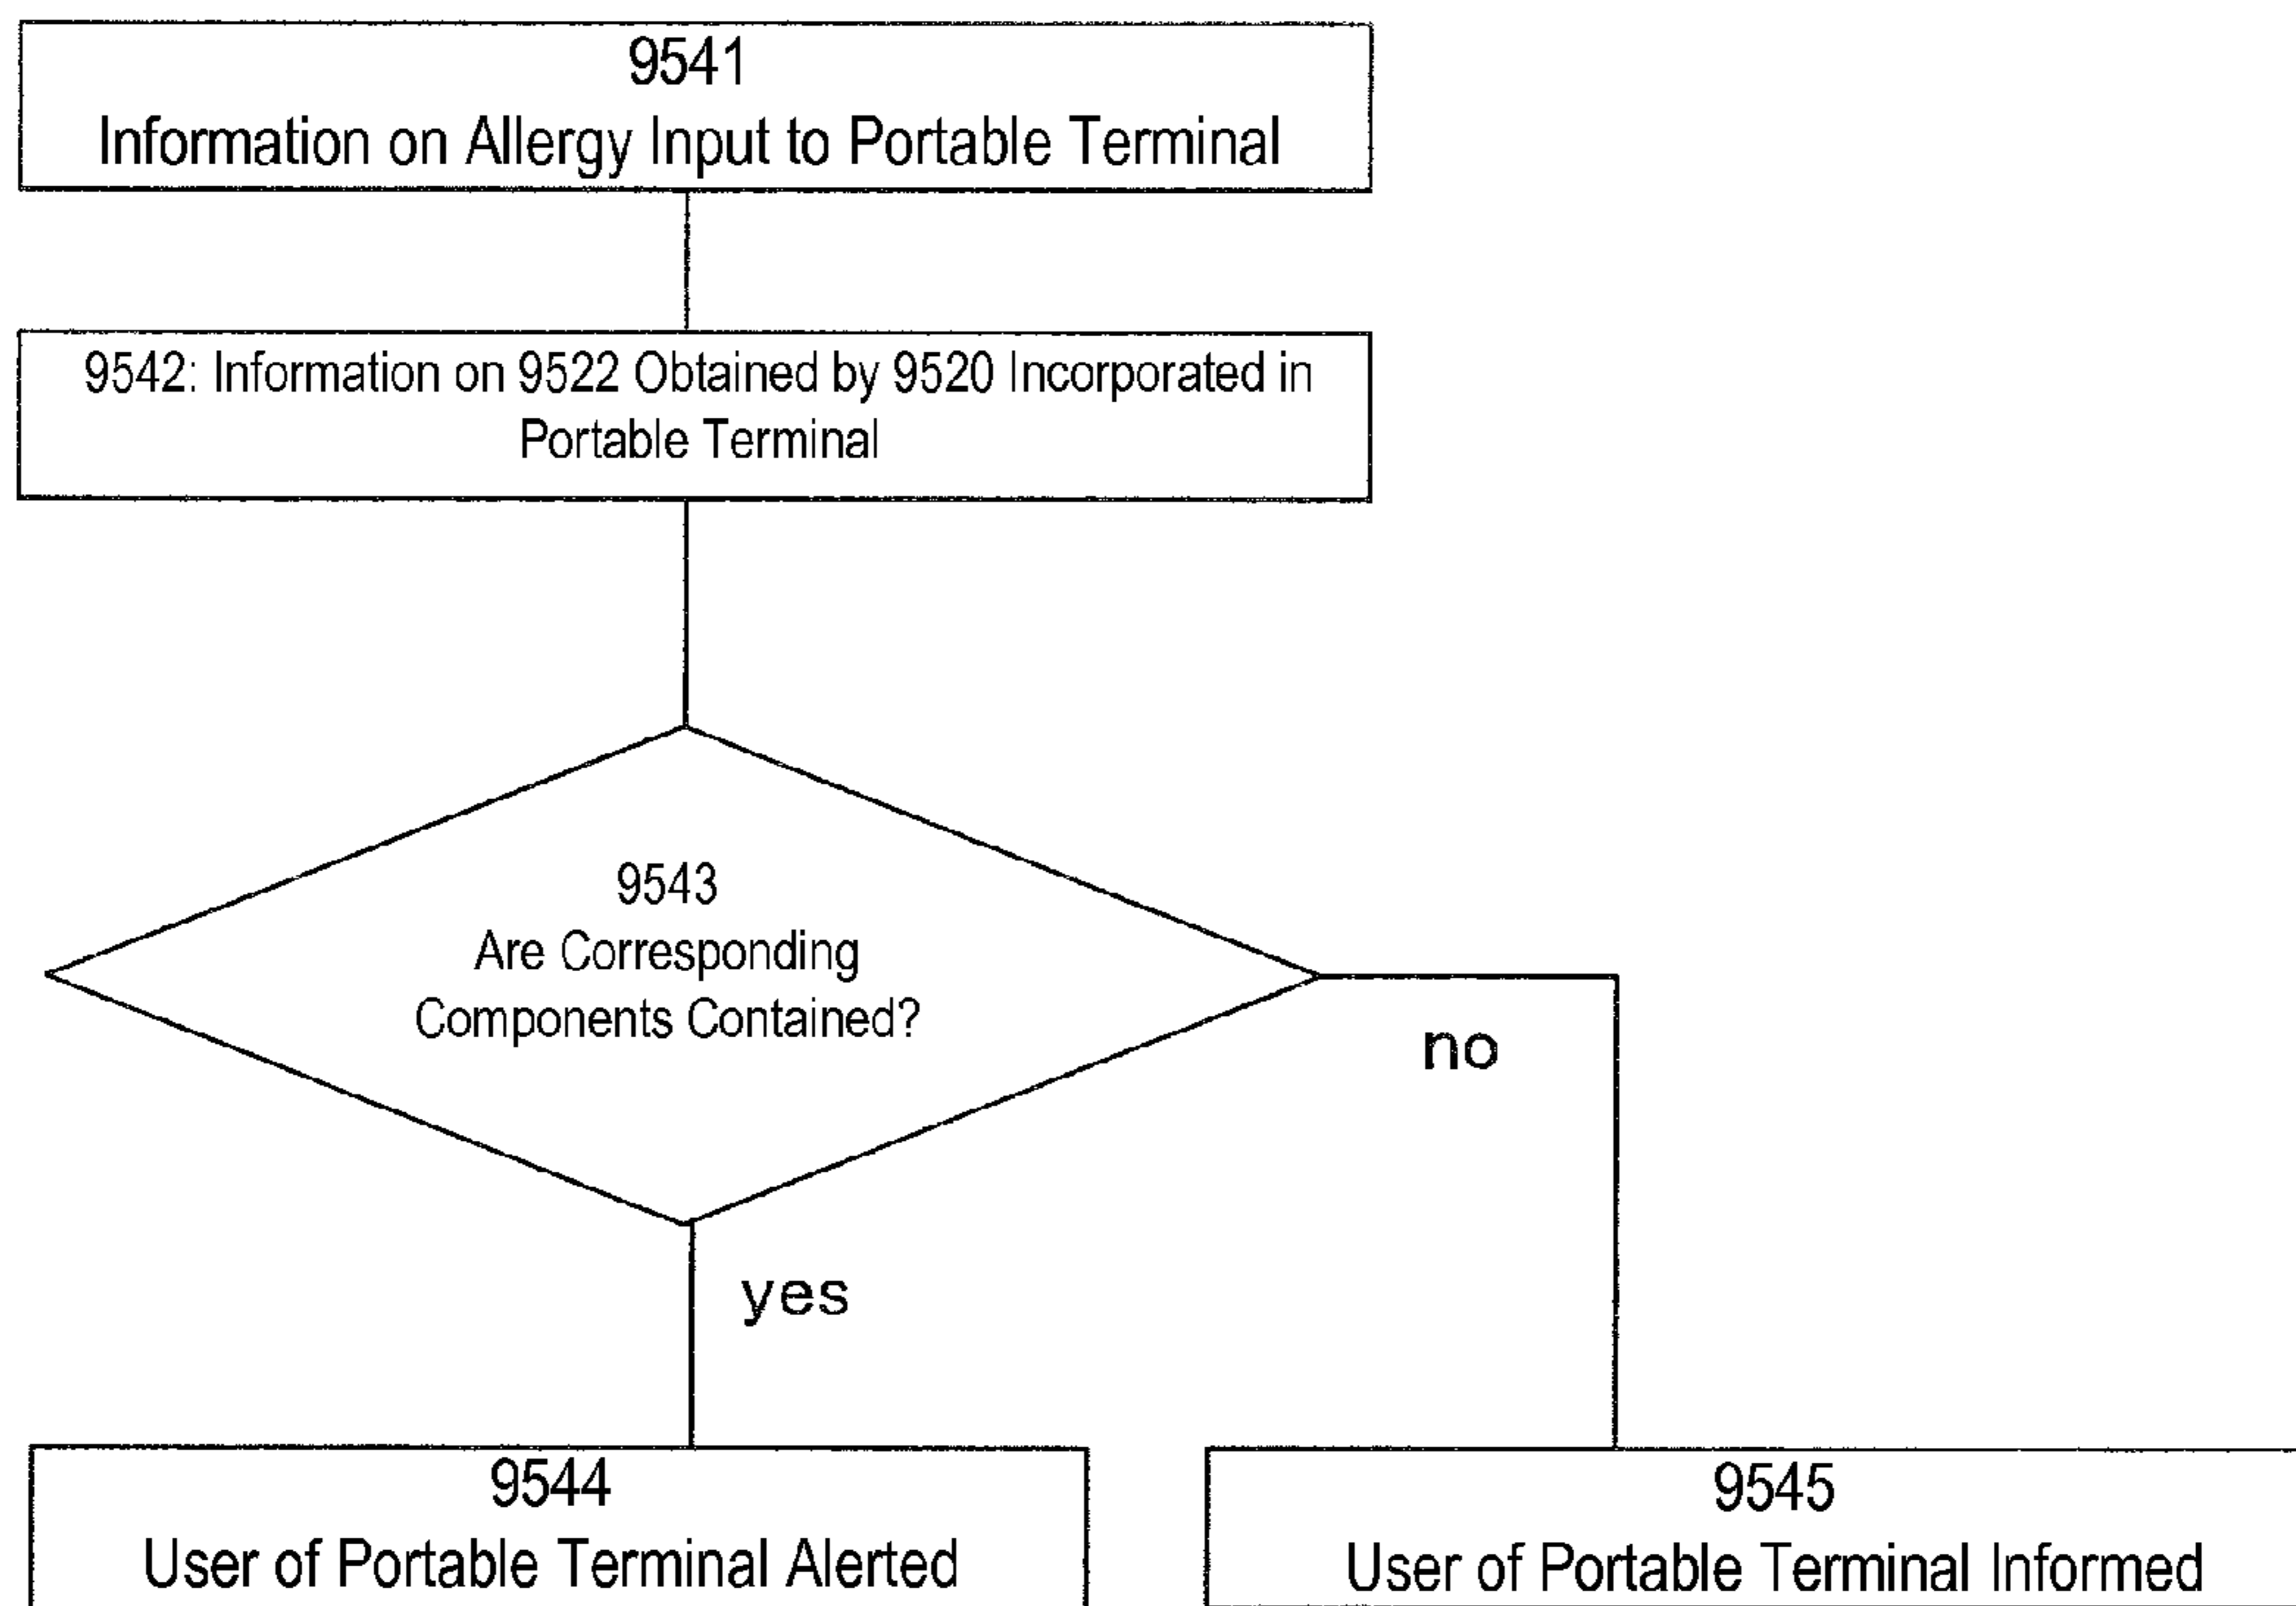 9541
Information on Allergy Input to Portable Terminal
9542: Information on 9522 Obtained by 9520 Incorporated in
Portable Terminal
9543
Are Corresponding
Components Contained?
no
yes
9544
User of Portable Terminal Alerted
9545
User of Portable Terminal Informed